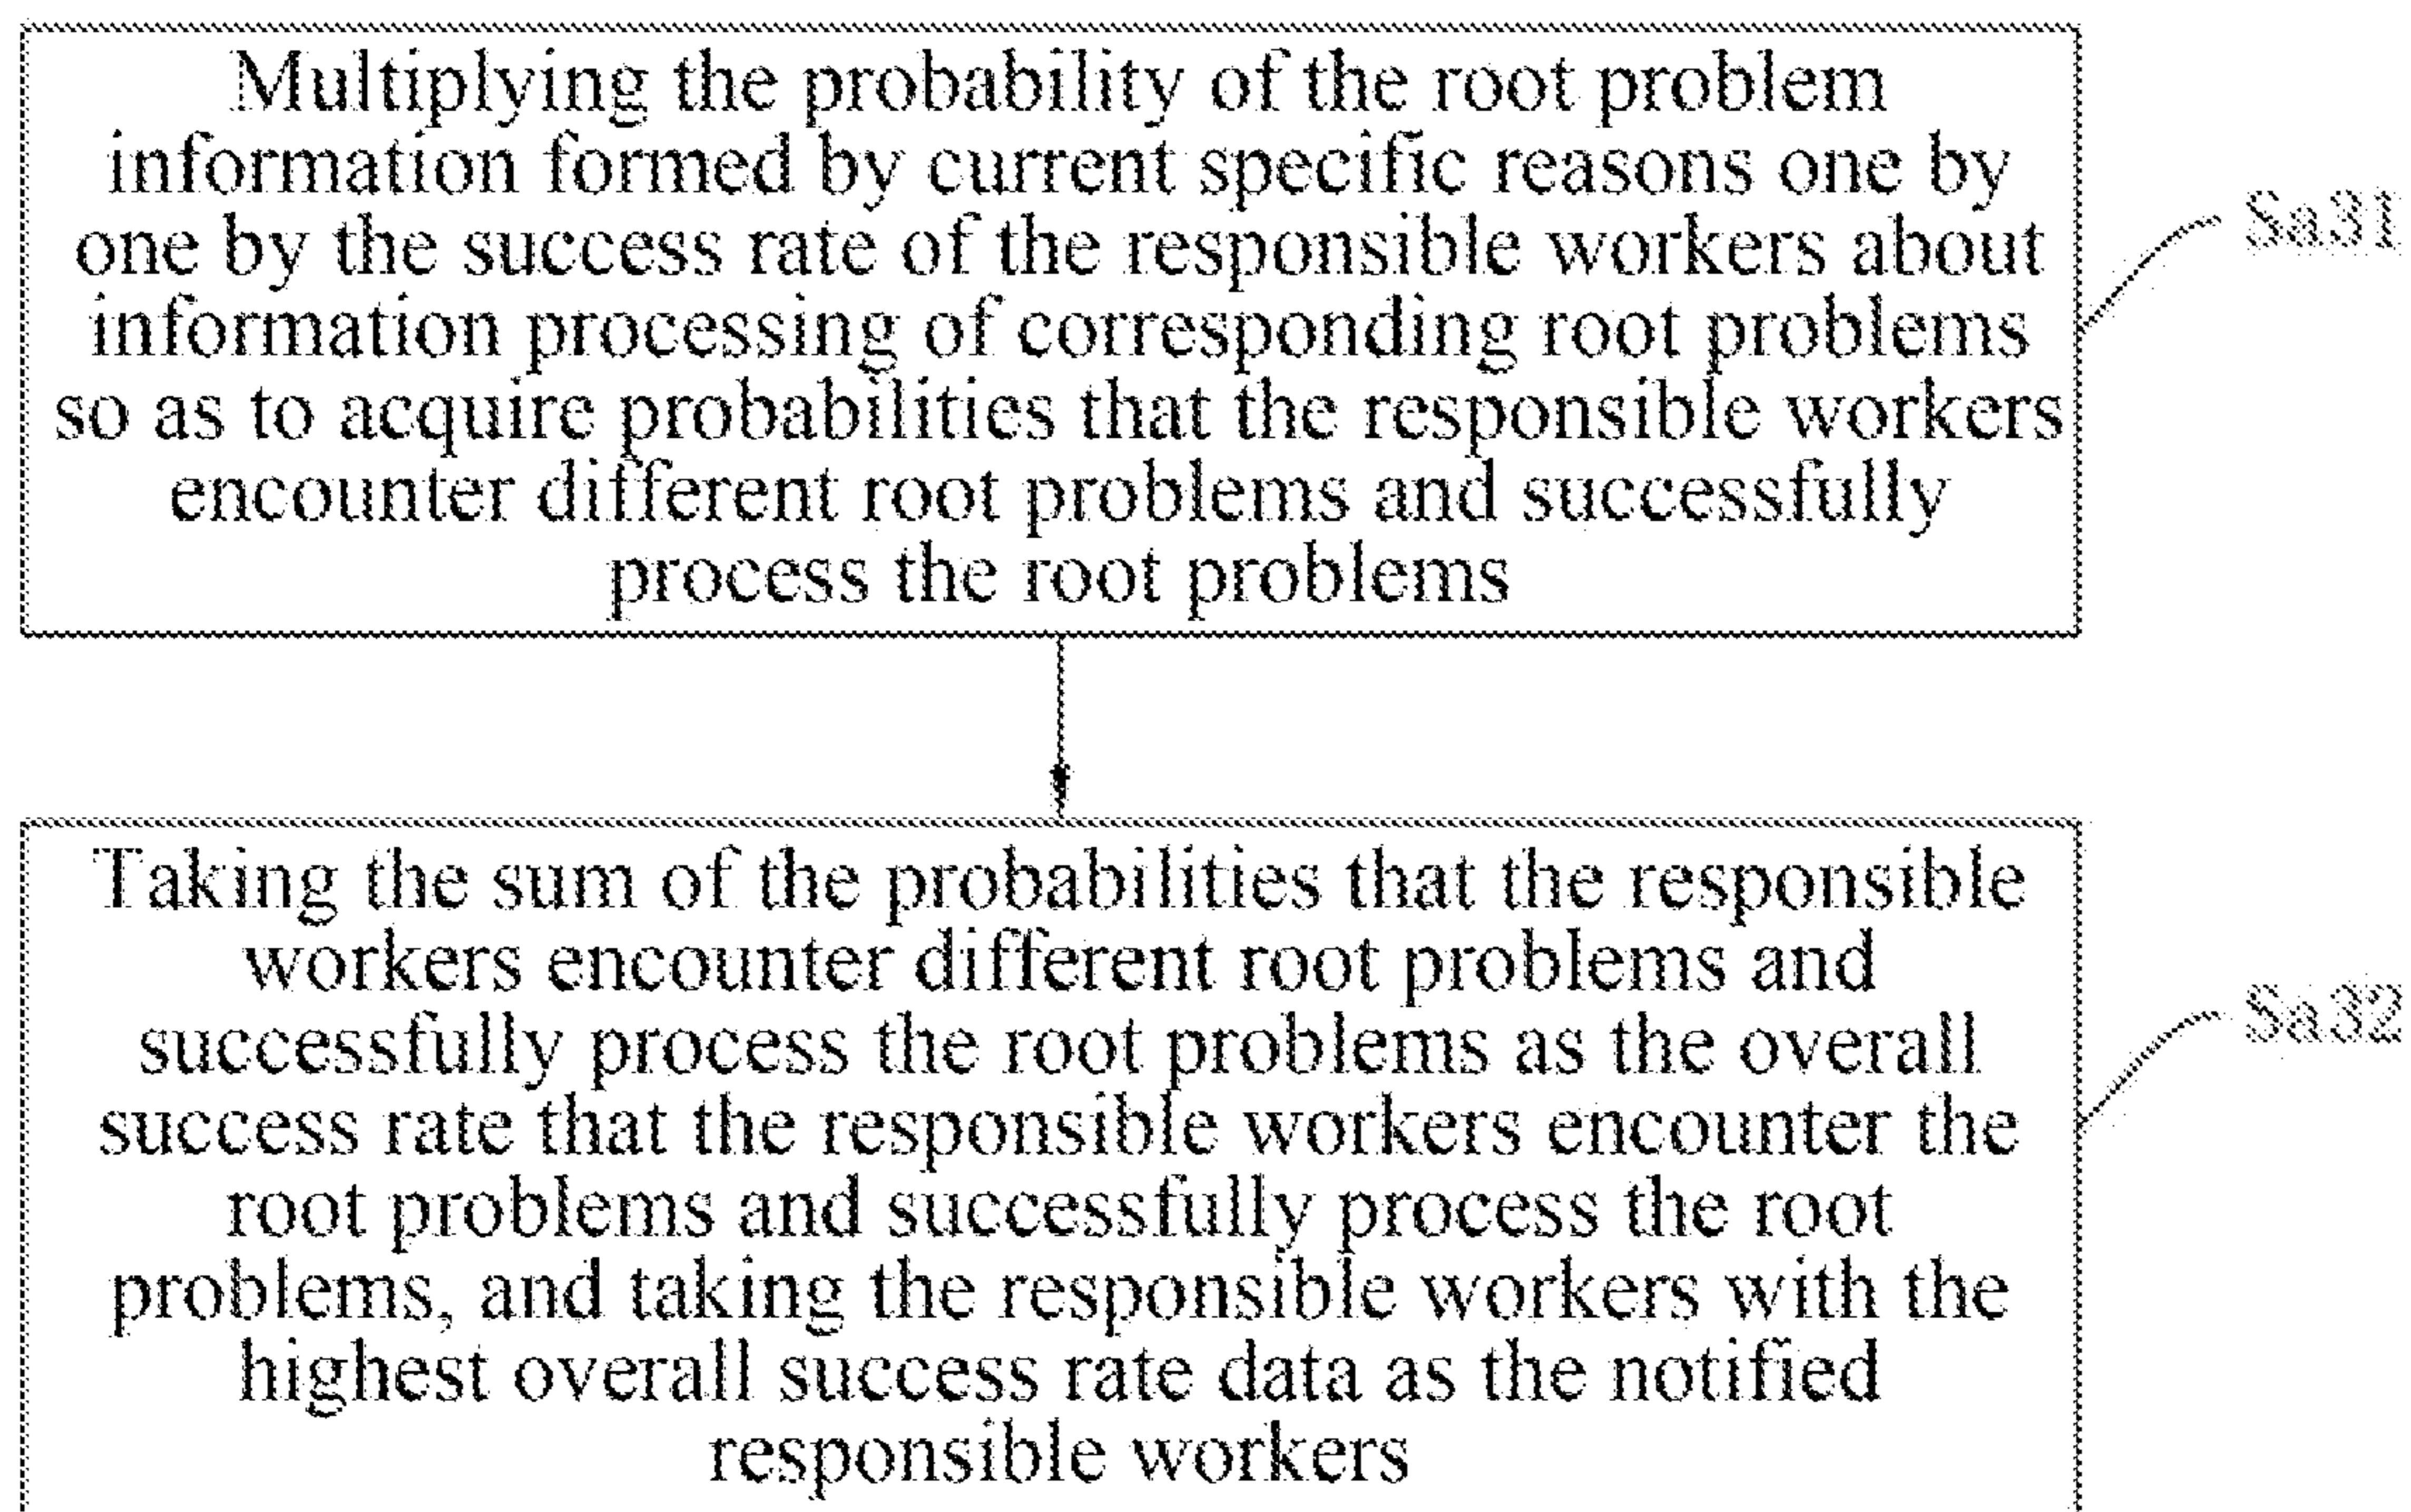 Multiplying the probability of the root problem
information formed by current specific reasons one by
one by the success rate of the responsible workers about
information processing of corresponding root problems
so as to acquire probabilities that the responsible workers
encounter different root problems and successfully
process the root problems
Sa31
Taking the sum of the probabilities that the responsible
workers encounter different root problems and
successfully process the root problems as the overall
success rate that the responsible workers encounter the
root problems and successfully process the root
problems, and taking the responsible workers with the
highest overall success rate data as the notified
responsible workers
Sa32